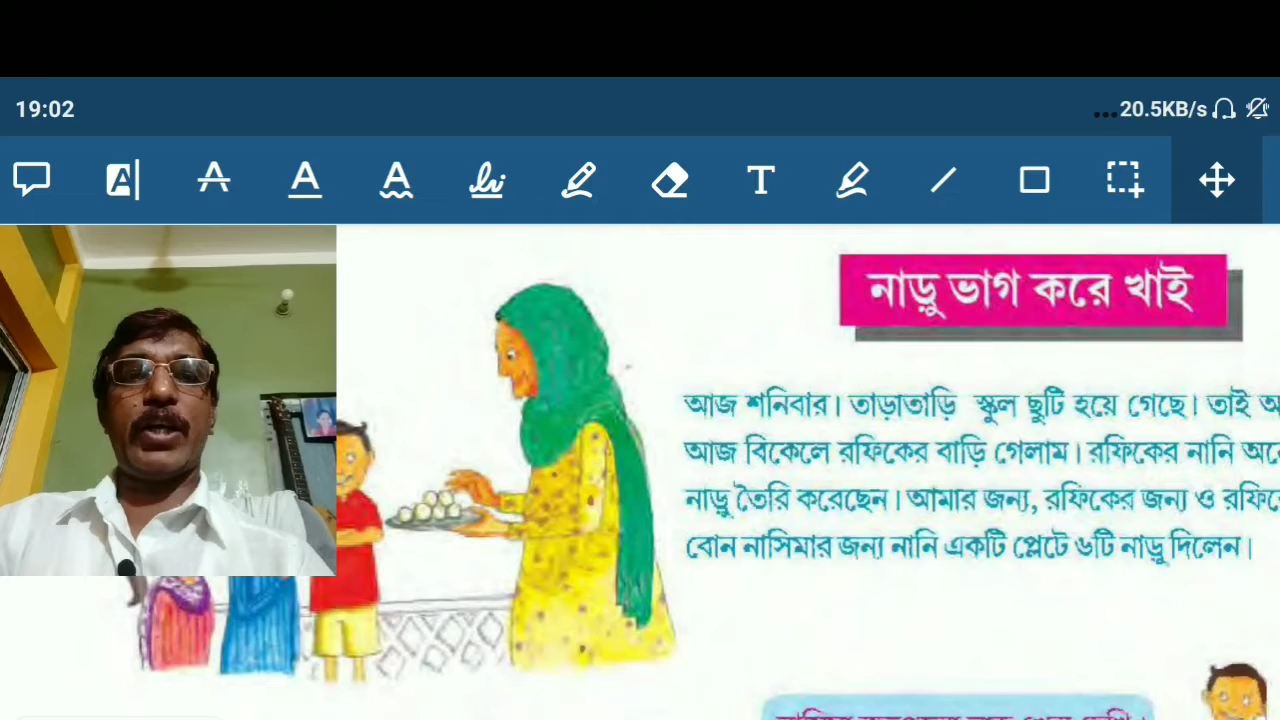 19:02
...20.5KB/s
নাড়ু ভাগ করে খাই
আজ শনিবার। তাড়াতাড়ি স্কুল ছুটি হয়ে গেছে। তাই
আজ বিকেলে রফিকের বাড়ি গেলাম। রফিকের নানি
নাড়ু তৈরি করেছেন। আমার জন্য, রফিকের জন্য ও
বোন নাসিমার জন্য নানি একটি প্লেটে ৬টি নাড়ু দিলেন।